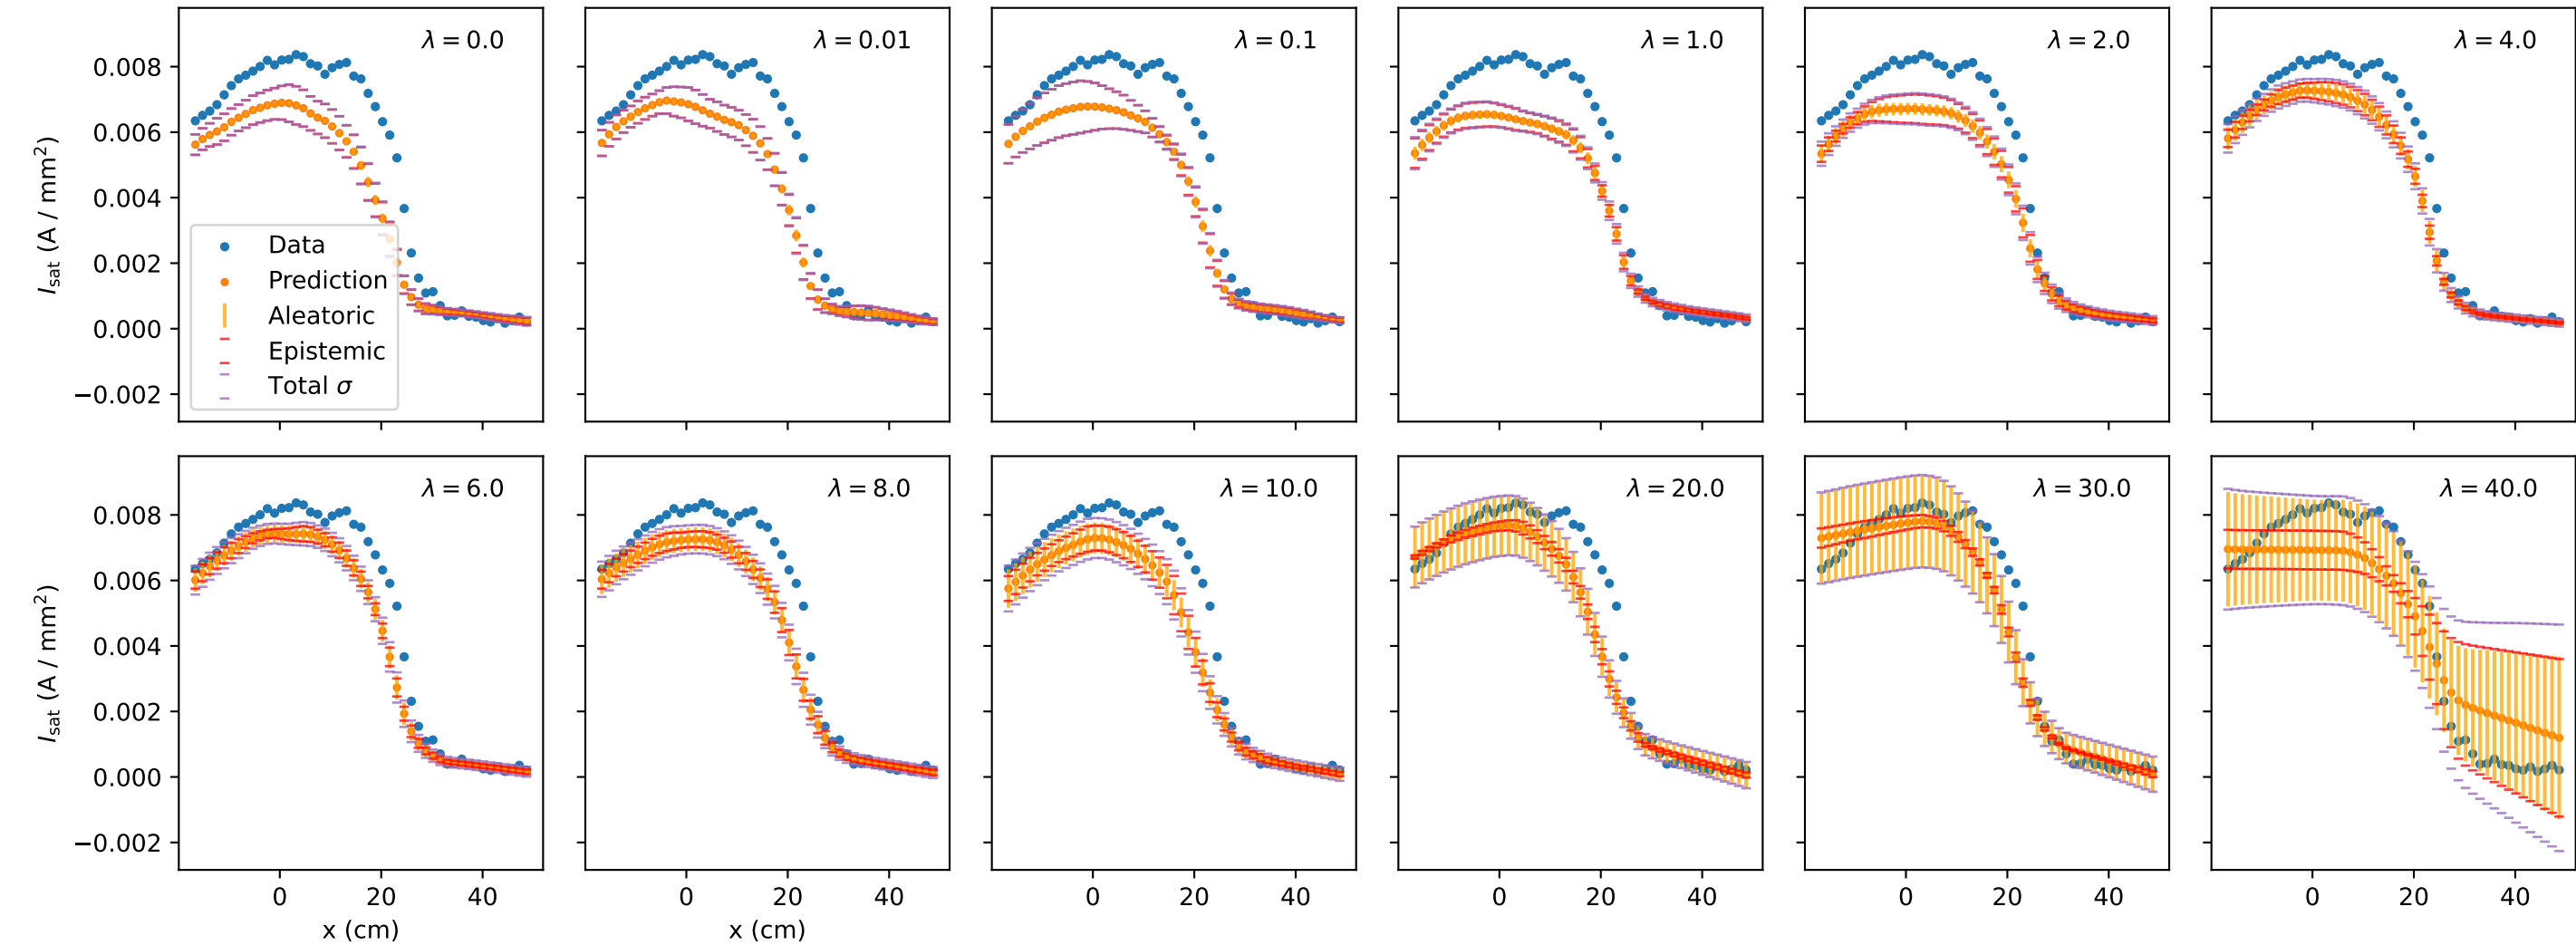 λ = 0.0
λ = 0.01
λ = 0.1
λ = 1.0
λ = 2.0
λ = 4.0
0.008
0.006
0.004
0.002
0.000
−0.002
I_sat (A / mm²)
Data
Prediction
Aleatoric
Epistemic
Total σ
λ = 6.0
λ = 8.0
λ = 10.0
λ = 20.0
λ = 30.0
λ = 40.0
0.008
0.006
0.004
0.002
0.000
−0.002
I_sat (A / mm²)
0 20 40
0 20 40
0 20 40
0 20 40
0 20 40
0 20 40
x (cm)
x (cm)